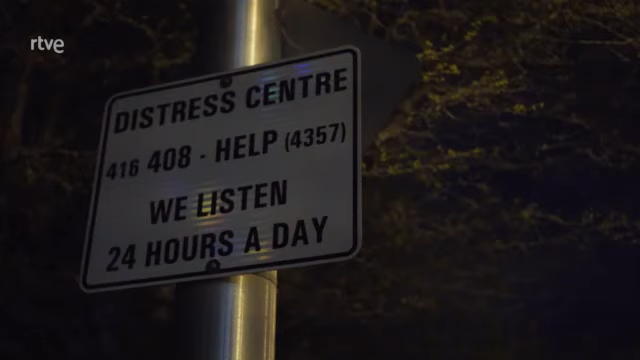 rtve
DISTRESS CENTRE
416 408 - HELP (4357)
WE LISTEN
24 HOURS A DAY